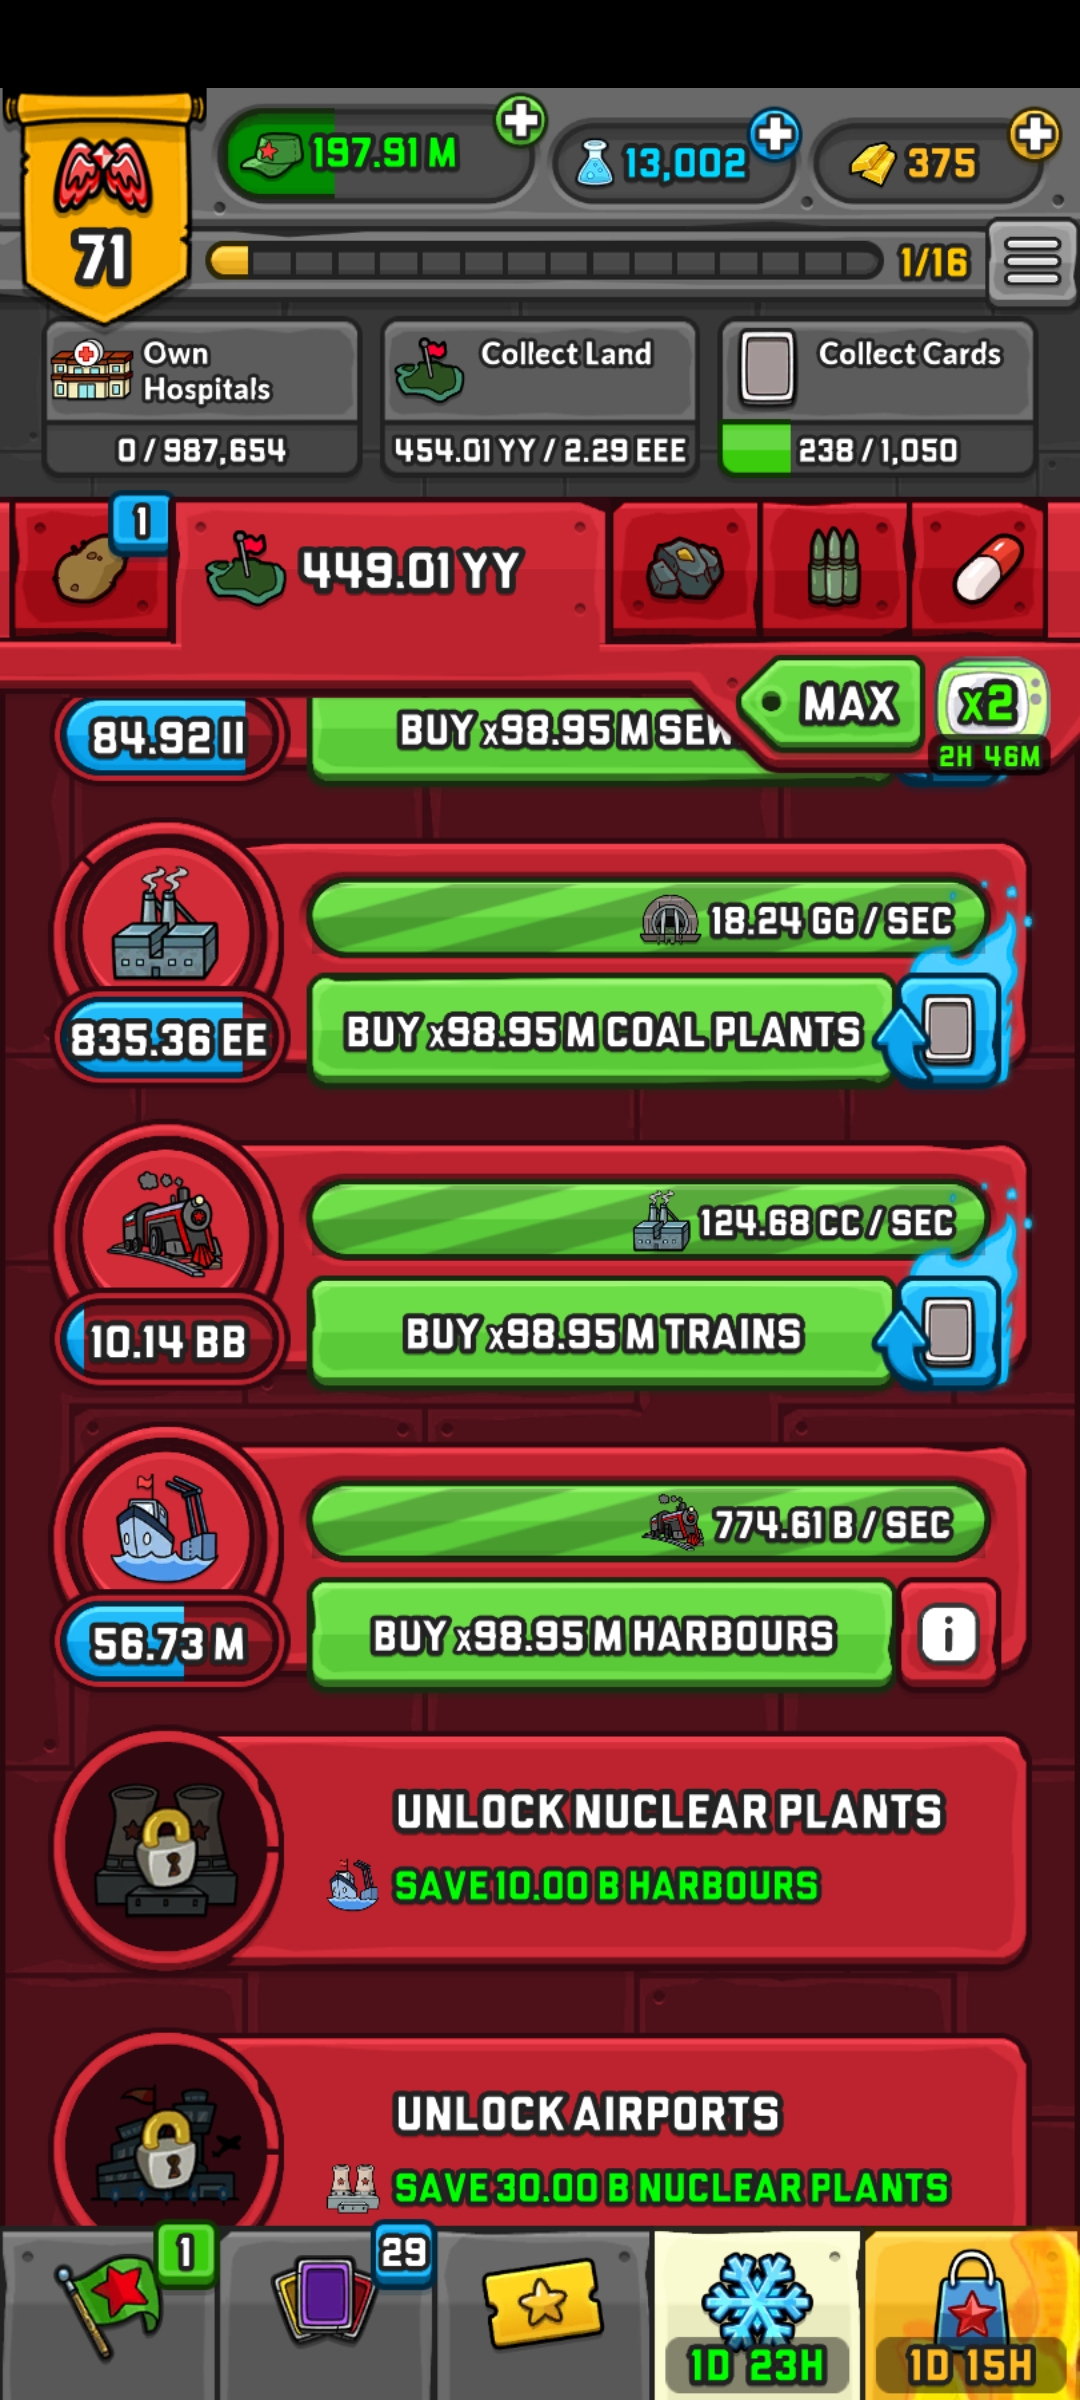 197.91 M
13,002
375
71
1/16
Own
Hospitals
Collect Land
Collect Cards
0 / 987,654
454.01 YY / 2.29 EEE
238 / 1,050
1
449.01 YY
MAX
x2
2H 46M
84.92 II
BUY x98.95 M SEW
18.24 GG / SEC
835.36 EE
BUY x98.95 M COAL PLANTS
124.68 CC / SEC
10.14 BB
BUY x98.95 M TRAINS
774.61 B / SEC
56.73 M
BUY x98.95 M HARBOURS
i
UNLOCK NUCLEAR PLANTS
SAVE 10.00 B HARBOURS
UNLOCK AIRPORTS
SAVE 30.00 B NUCLEAR PLANTS
1
29
1D 23H
1D 15H